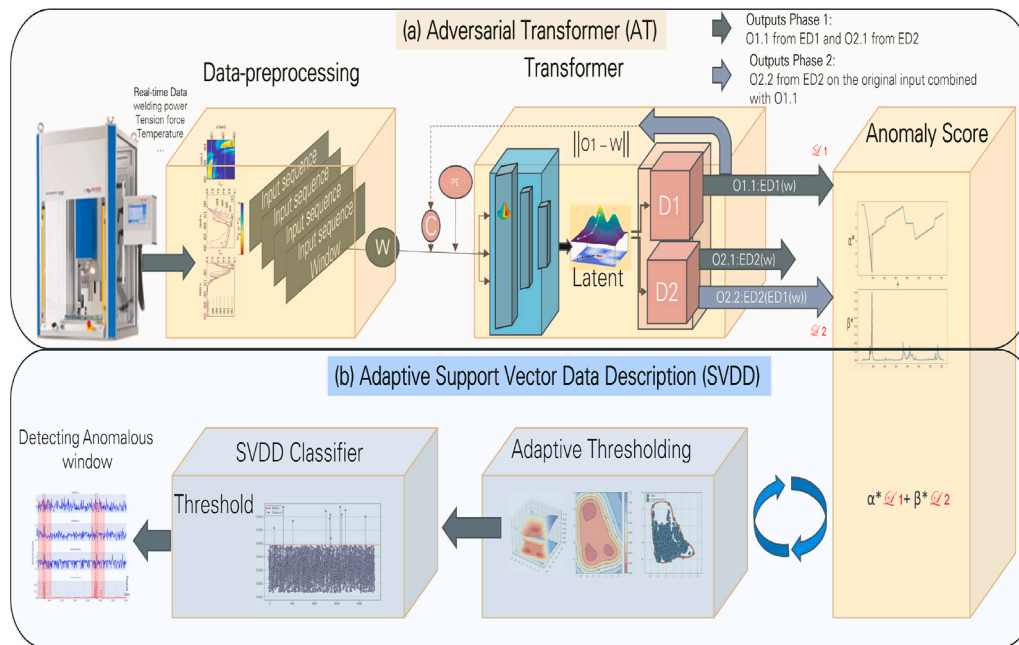 (a) Adversarial Transformer (AT)
Outputs Phase 1:
O1.1 from ED1 and O2.1 from ED2
Outputs Phase 2:
O2.2 from ED2 on the original input combined
with O1.1
Data-preprocessing
Transformer
Real-time Data
welding power
Tension force
Temperature
...
Input sequence
Input sequence
Input sequence
Input sequence
Window
W
C
PE
||O1 – W||
Latent
D1
D2
O1.1:ED1(w)
O2.1:ED2(w)
O2.2:ED2(ED1(w))
ℒ1
ℒ2
Anomaly Score
+
α* ℒ1 + β* ℒ2
(b) Adaptive Support Vector Data Description (SVDD)
Detecting Anomalous
window
SVDD Classifier
Threshold
Adaptive Thresholding